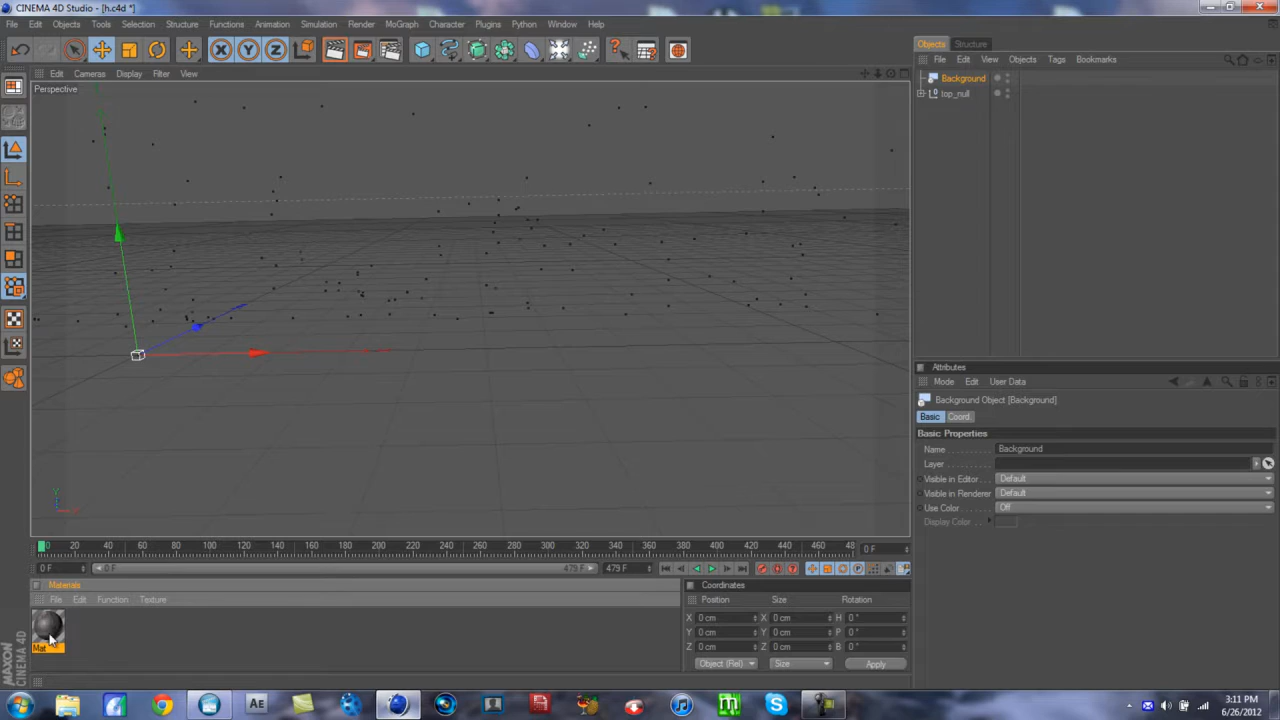 CINEMA 4D Studio - [h.c4d *]
File Edit Objects Tools Selection Structure Functions Animation Simulation Render MoGraph Character Plugins Python Window Help
X Y Z
Objects Structure
Edit Cameras Display Filter View
File Edit View Objects Tags Bookmarks
Perspective
Background
top_null
Attributes
Mode Edit User Data
Background Object [Background]
Basic Coord.
Basic Properties
Name Background
Layer
Visible in Editor Default
Visible in Renderer Default
Use Color Off
Display Color
Y
0 20 40 60 80 100 120 140 160 180 200 220 240 260 280 300 320 340 360 380 400 420 440 460 48
0 F
0 F 0 F 479 F 479 F
Materials
File Edit Function Texture
Mat
Coordinates
Position Size Rotation
X 0 cm X 0 cm H 0 °
Y 0 cm Y 0 cm P 0 °
Z 0 cm Z 0 cm B 0 °
Object (Rel) Size Apply
MAXON CINEMA 4D
Ae
3:11 PM
6/26/2012